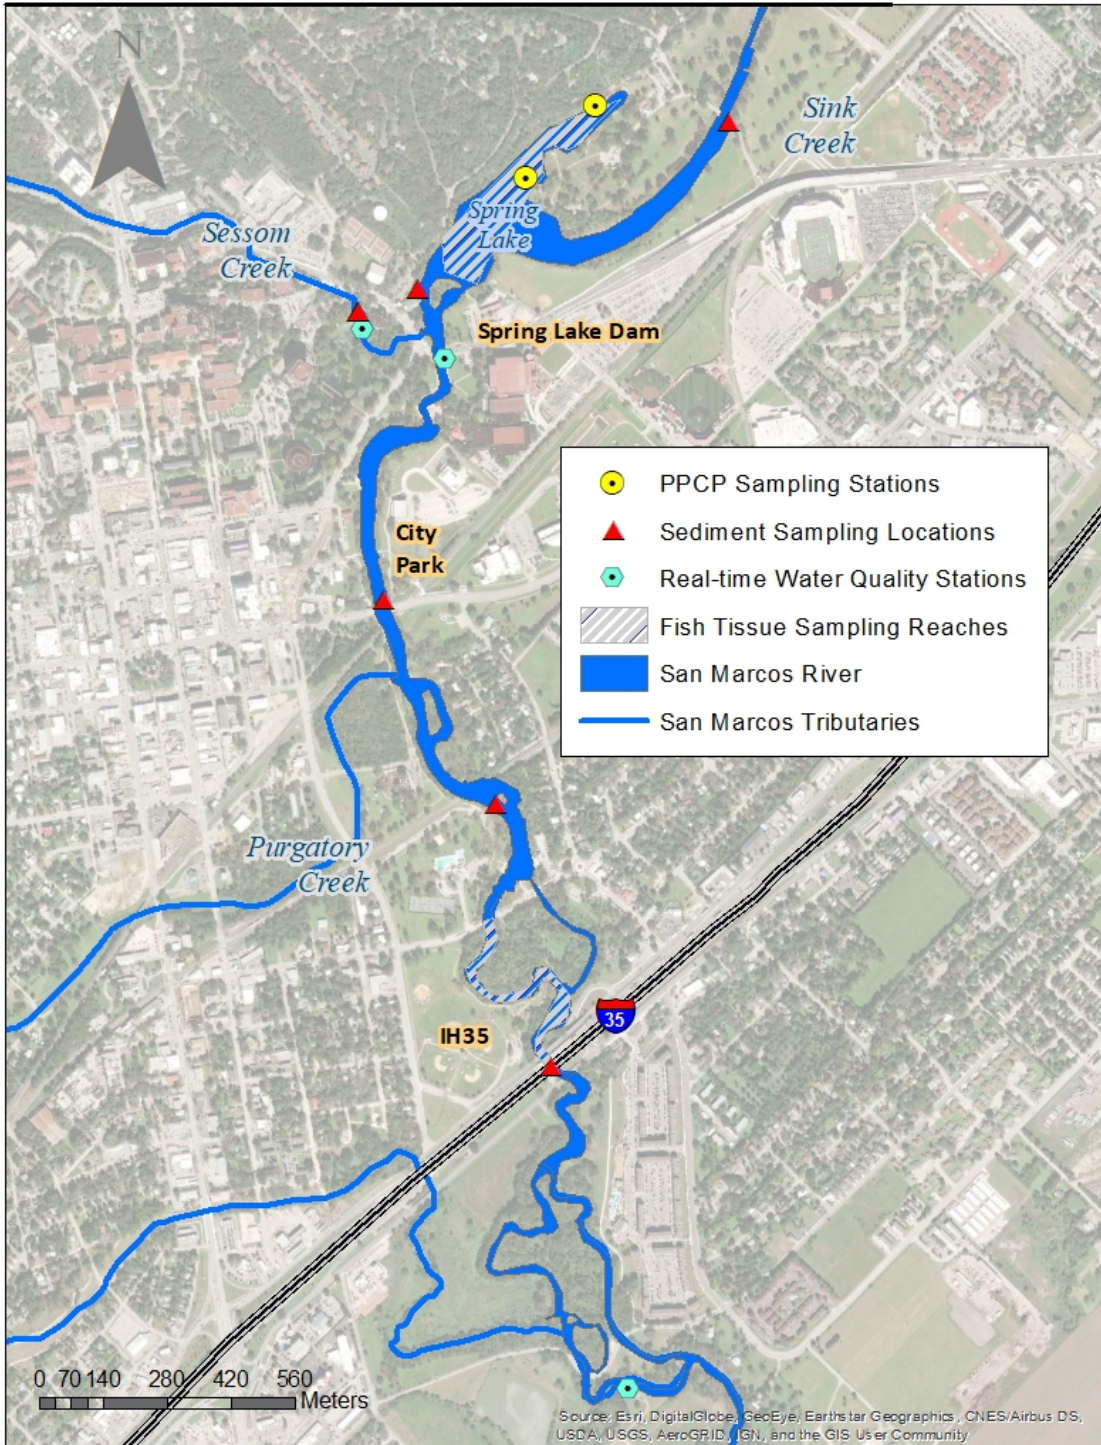 N
Sink
Creek
Spring
Lake
Sessom
Creek
Spring Lake Dam
PPCP Sampling Stations
Sediment Sampling Locations
Real-time Water Quality Stations
Fish Tissue Sampling Reaches
San Marcos River
San Marcos Tributaries
City
Park
Purgatory
Creek
35
IH35
0 70 140 280 420 560
Meters
Source: Esri, DigitalGlobe, GeoEye, Earthstar Geographics, CNES/Airbus DS,
USDA, USGS, AeroGRID, IGN, and the GIS User Community